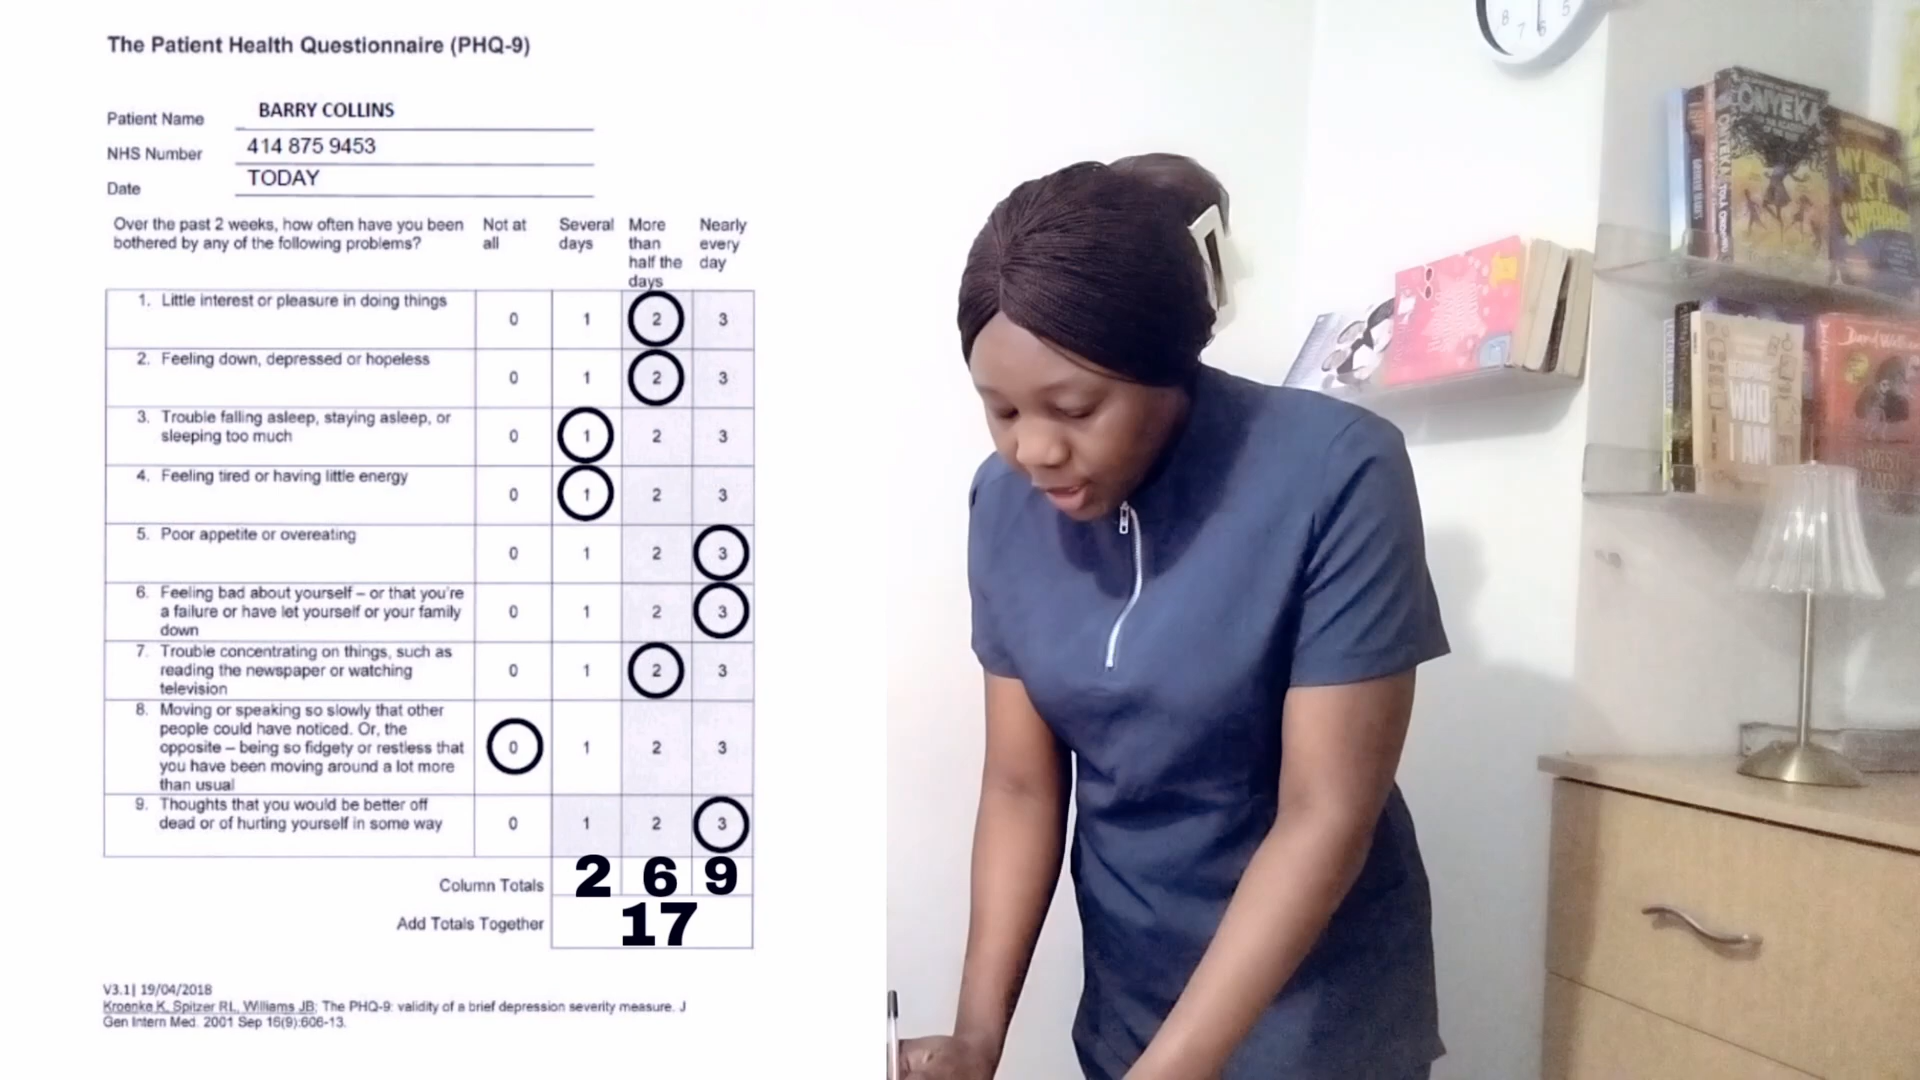 The Patient Health Questionnaire (PHQ-9)
Patient Name BARRY COLLINS
NHS Number 414 875 9453
Date TODAY
Over the past 2 weeks, how often have you been bothered by any of the following problems?
Not at all
Several days
More than half the days
Nearly every day
1. Little interest or pleasure in doing things 0 1 2 3
2. Feeling down, depressed or hopeless 0 1 2 3
3. Trouble falling asleep, staying asleep, or
sleeping too much 0 1 2 3
4. Feeling tired or having little energy 0 1 2 3
5. Poor appetite or overeating 0 1 2 3
6. Feeling bad about yourself – or that you're
a failure or have let yourself or your family
down 0 1 2 3
7. Trouble concentrating on things, such as
reading the newspaper or watching
television 0 1 2 3
8. Moving or speaking so slowly that other
people could have noticed. Or, the
opposite – being so fidgety or restless that
you have been moving around a lot more
than usual 0 1 2 3
9. Thoughts that you would be better off
dead or of hurting yourself in some way 0 1 2 3
Column Totals 2 6 9
Add Totals Together 17
V3.1| 19/04/2018
Kroenke K, Spitzer RL, Williams JB; The PHQ-9: validity of a brief depression severity measure. J
Gen Intern Med. 2001 Sep 16(9):606-13.
8 7 6 5
ONYEKA
ONYEKA TOLÁ
MY
IS A
WHO
I AM
David